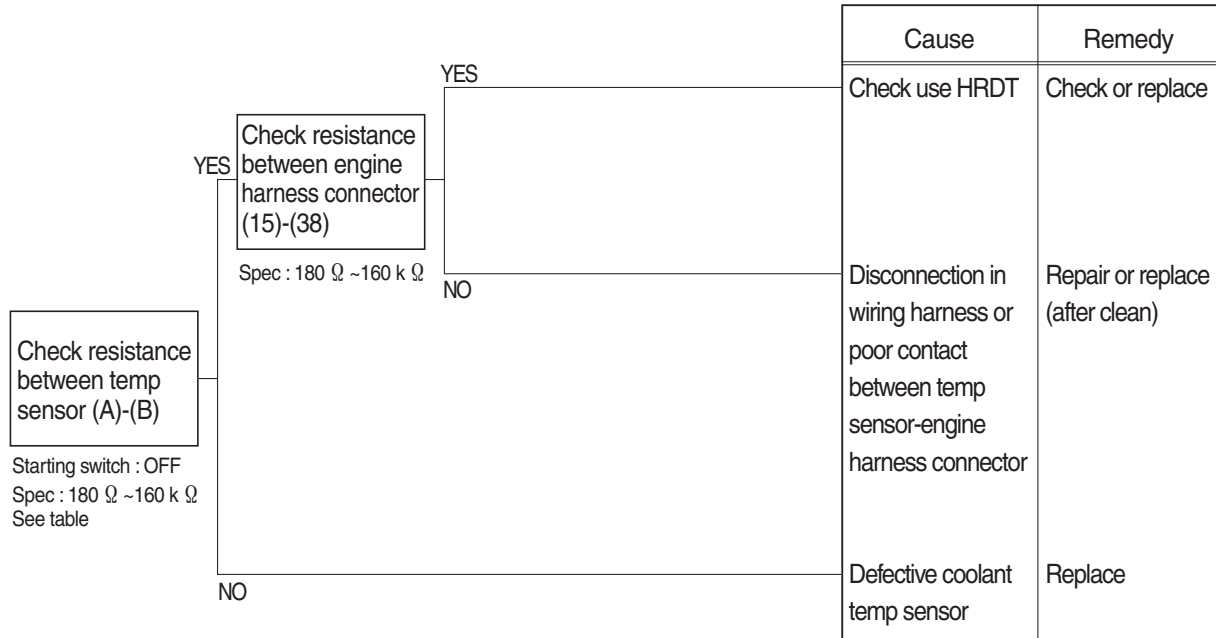 Cause
Remedy
YES
Check use HRDT
Check or replace
Check resistance
between engine
harness connector
(15)-(38)
YES
Spec : 180 Ω ~160 k Ω
NO
Disconnection in
wiring harness or
poor contact
between temp
sensor-engine
harness connector
Repair or replace
(after clean)
Check resistance
between temp
sensor (A)-(B)
Starting switch : OFF
Spec : 180 Ω ~160 k Ω
See table
NO
Defective coolant
temp sensor
Replace